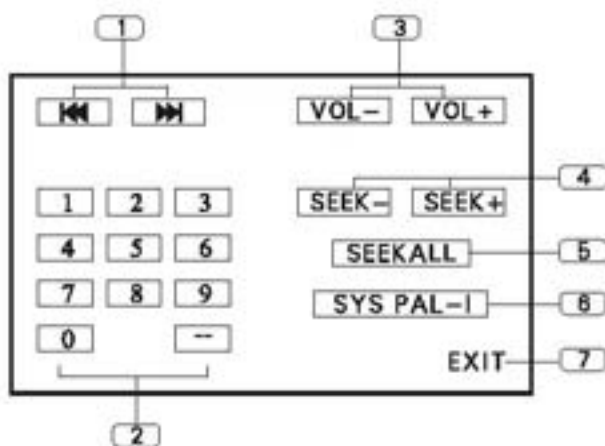 1 3
VOL- VOL+
4
1 2 3 SEEK- SEEK+
4 5 6 SEEKALL 5
7 8 9 SYS PAL-I 6
0 --
EXIT 7
2